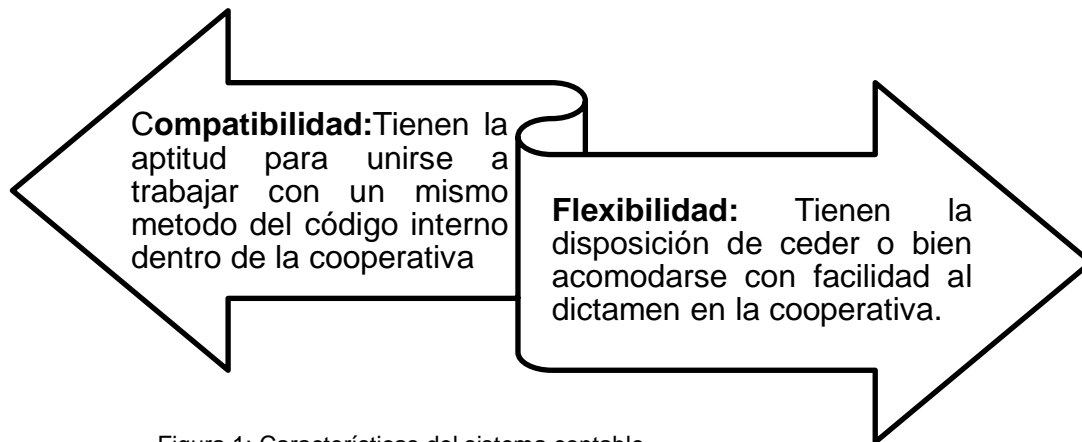 Compatibilidad:Tienen la
aptitud para unirse a
trabajar con un mismo
metodo del código interno
dentro de la cooperativa
Flexibilidad: Tienen la
disposición de ceder o bien
acomodarse con facilidad al
dictamen en la cooperativa.
Figura 1: Características del sistema contable